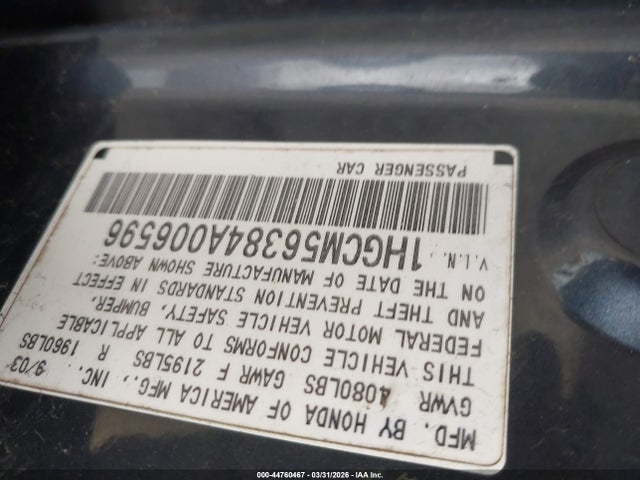 MFD. BY HONDA OF AMERICA MFG., INC. 9/03
GVWR 4080LBS GAWR F 2195LBS R 1960LBS
THIS VEHICLE CONFORMS TO ALL APPLICABLE
FEDERAL MOTOR VEHICLE SAFETY, BUMPER,
AND THEFT PREVENTION STANDARDS IN EFFECT
ON THE DATE OF MANUFACTURE SHOWN ABOVE:
V.I.N. 1HGCM56384A006596
PASSENGER CAR
000-44760467 - 03/31/2026 - © IAA Inc.